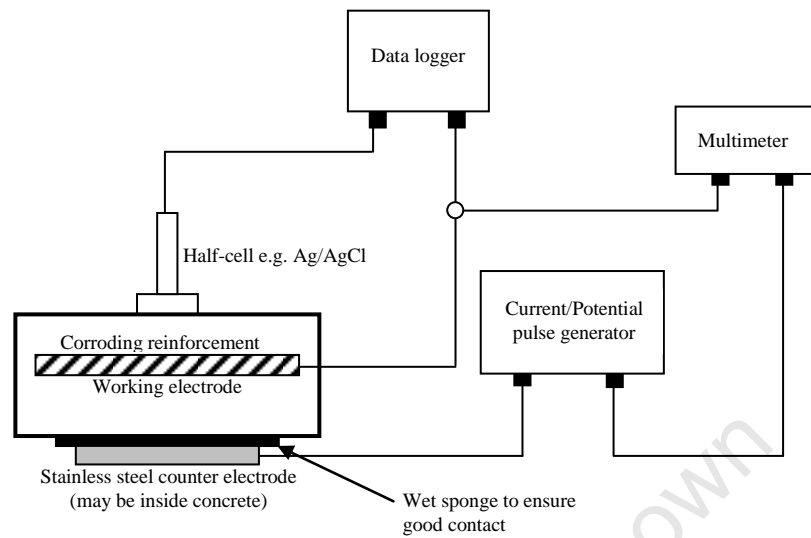 Data logger
Multimeter
Half-cell e.g. Ag/AgCl
Current/Potential
pulse generator
Corroding reinforcement
Working electrode
Stainless steel counter electrode
(may be inside concrete)
Wet sponge to ensure
good contact
own